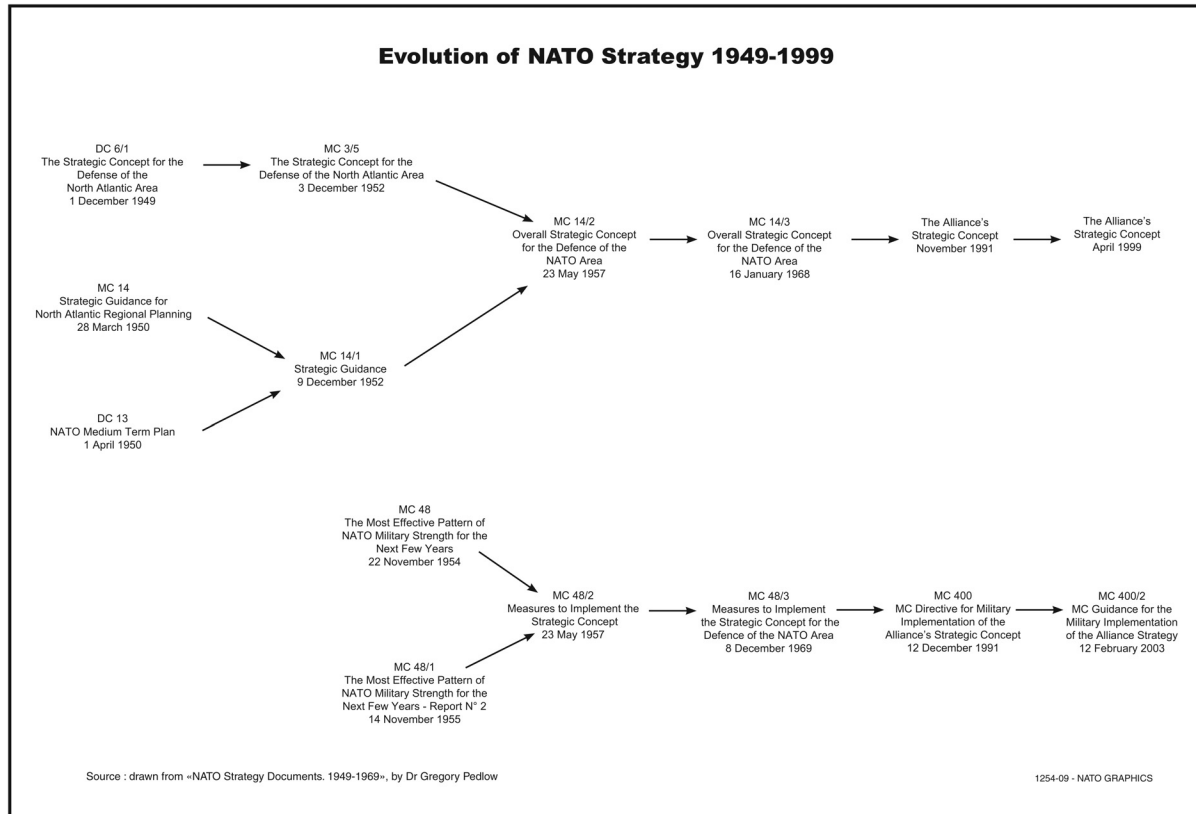 Evolution of NATO Strategy 1949-1999
DC 6/1
The Strategic Concept for the
Defense of the
North Atlantic Area
1 December 1949
MC 3/5
The Strategic Concept for the
Defense of the North Atlantic Area
3 December 1952
MC 14/2
Overall Strategic Concept
for the Defence of the
NATO Area
23 May 1957
MC 14/3
Overall Strategic Concept
for the Defence of the
NATO Area
16 January 1968
The Alliance's
Strategic Concept
November 1991
The Alliance's
Strategic Concept
April 1999
MC 14
Strategic Guidance for
North Atlantic Regional Planning
28 March 1950
MC 14/1
Strategic Guidance
9 December 1952
DC 13
NATO Medium Term Plan
1 April 1950
MC 48
The Most Effective Pattern of
NATO Military Strength for the
Next Few Years
22 November 1954
MC 48/2
Measures to Implement the
Strategic Concept
23 May 1957
MC 48/3
Measures to Implement
the Strategic Concept for the
Defence of the NATO Area
8 December 1969
MC 400
MC Directive for Military
Implementation of the
Alliance's Strategic Concept
12 December 1991
MC 400/2
MC Guidance for the
Military Implementation
of the Alliance Strategy
12 February 2003
MC 48/1
The Most Effective Pattern of
NATO Military Strength for the
Next Few Years - Report N° 2
14 November 1955
Source : drawn from «NATO Strategy Documents. 1949-1969», by Dr Gregory Pedlow
1254-09 - NATO GRAPHICS